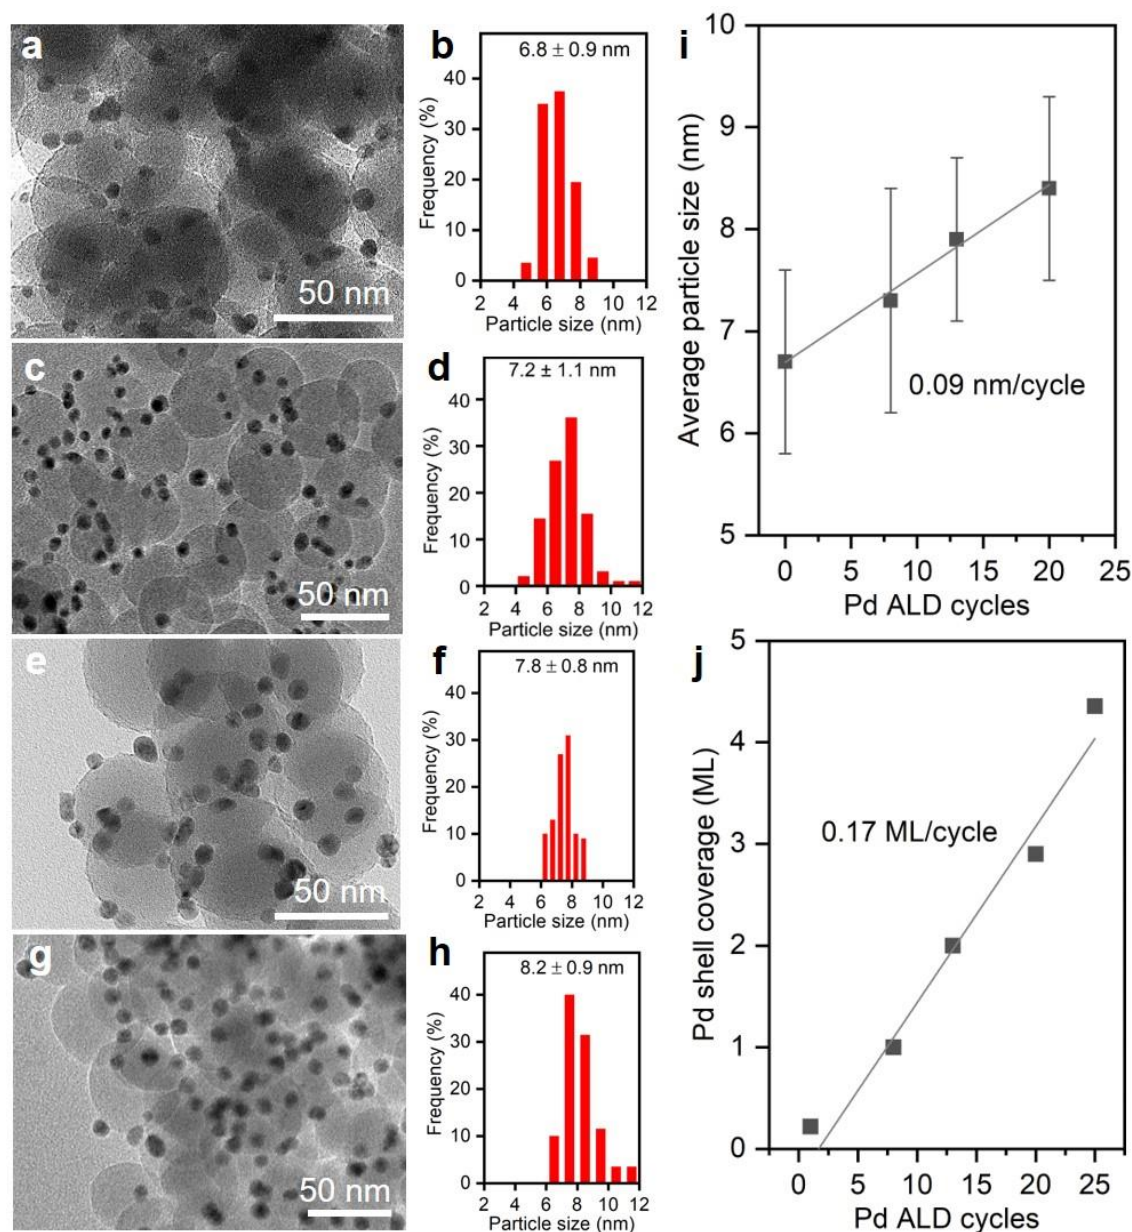 a
50 nm
b
6.8 ± 0.9 nm
Frequency (%)
40
30
20
10
0
2 4 6 8 10 12
Particle size (nm)
c
50 nm
d
7.2 ± 1.1 nm
Frequency (%)
40
30
20
10
0
2 4 6 8 10 12
Particle size (nm)
e
50 nm
f
7.8 ± 0.8 nm
Frequency (%)
40
30
20
10
0
2 4 6 8 10 12
Particle size (nm)
g
50 nm
h
8.2 ± 0.9 nm
Frequency (%)
40
30
20
10
0
2 4 6 8 10 12
Particle size (nm)
i
Average particle size (nm)
10
9
8
7
6
5
0.09 nm/cycle
0 5 10 15 20 25
Pd ALD cycles
j
Pd shell coverage (ML)
5
4
3
2
1
0
0.17 ML/cycle
0 5 10 15 20 25
Pd ALD cycles